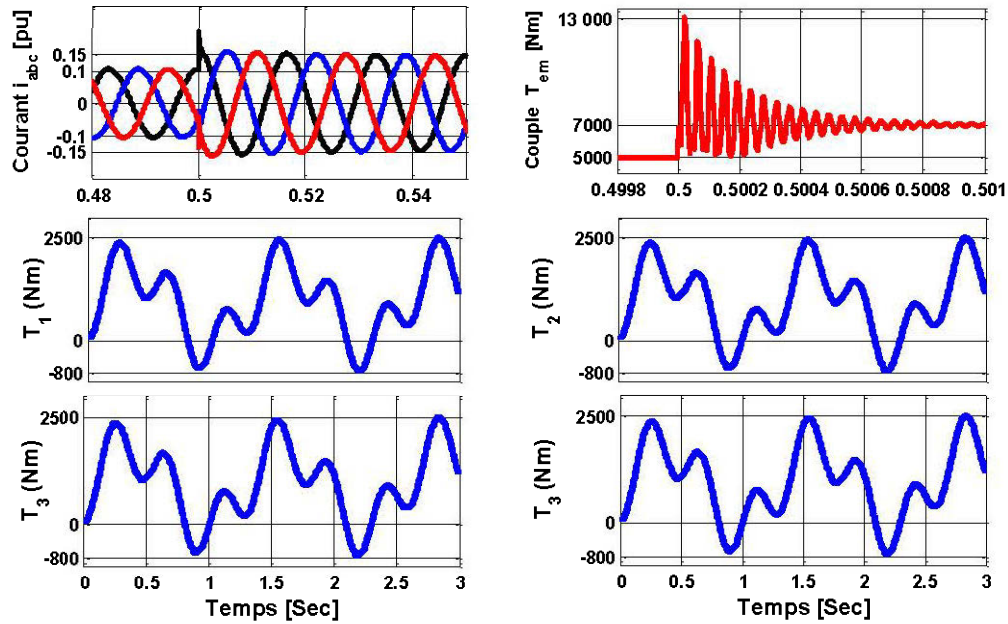 Courant i_abc [pu]
0.15
0.1
0
-0.1
-0.15
0.48 0.5 0.52 0.54
Couple T_em [Nm]
13 000
7000
5000
0.4998 0.5 0.5002 0.5004 0.5006 0.5008 0.501
T_1 (Nm)
2500
0
-800
T_2 (Nm)
2500
0
-800
T_3 (Nm)
2500
0
-800
0 0.5 1 1.5 2 2.5 3
Temps [Sec]
T_3 (Nm)
2500
0
-800
0 0.5 1 1.5 2 2.5 3
Temps [Sec]